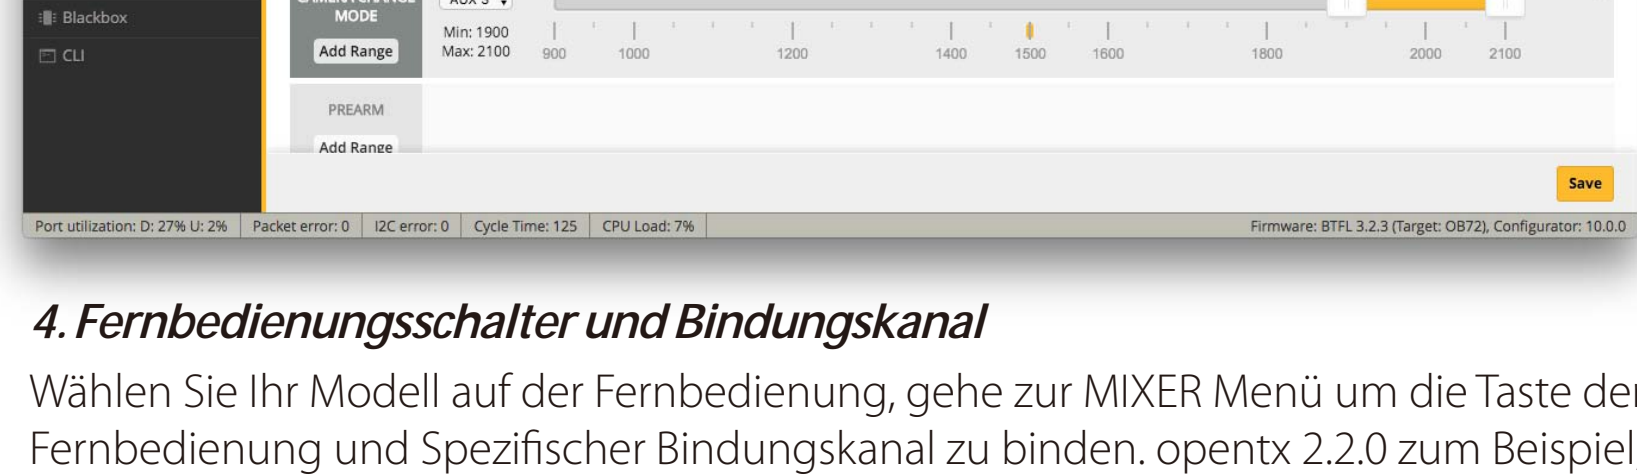 CAMERA CHANGE
MODE
Add Range
AUX 3
Min: 1900
Max: 2100
900 1000 1200 1400 1500 1600 1800 2000 2100
Blackbox
CLI
PREARM
Add Range
Save
Port utilization: D: 27% U: 2% Packet error: 0 I2C error: 0 Cycle Time: 125 CPU Load: 7% Firmware: BTFL 3.2.3 (Target: OB72), Configurator: 10.0.0
4. Fernbedienungsschalter und Bindungskanal
Wählen Sie Ihr Modell auf der Fernbedienung, gehe zur MIXER Menü um die Taste der
Fernbedienung und Spezifischer Bindungskanal zu binden. opentx 2.2.0 zum Beispiel